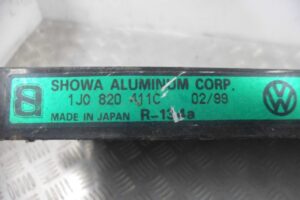 SHOWA ALUMINUM CORP.
1J0 820 411C 02/99
MADE IN JAPAN R-134a